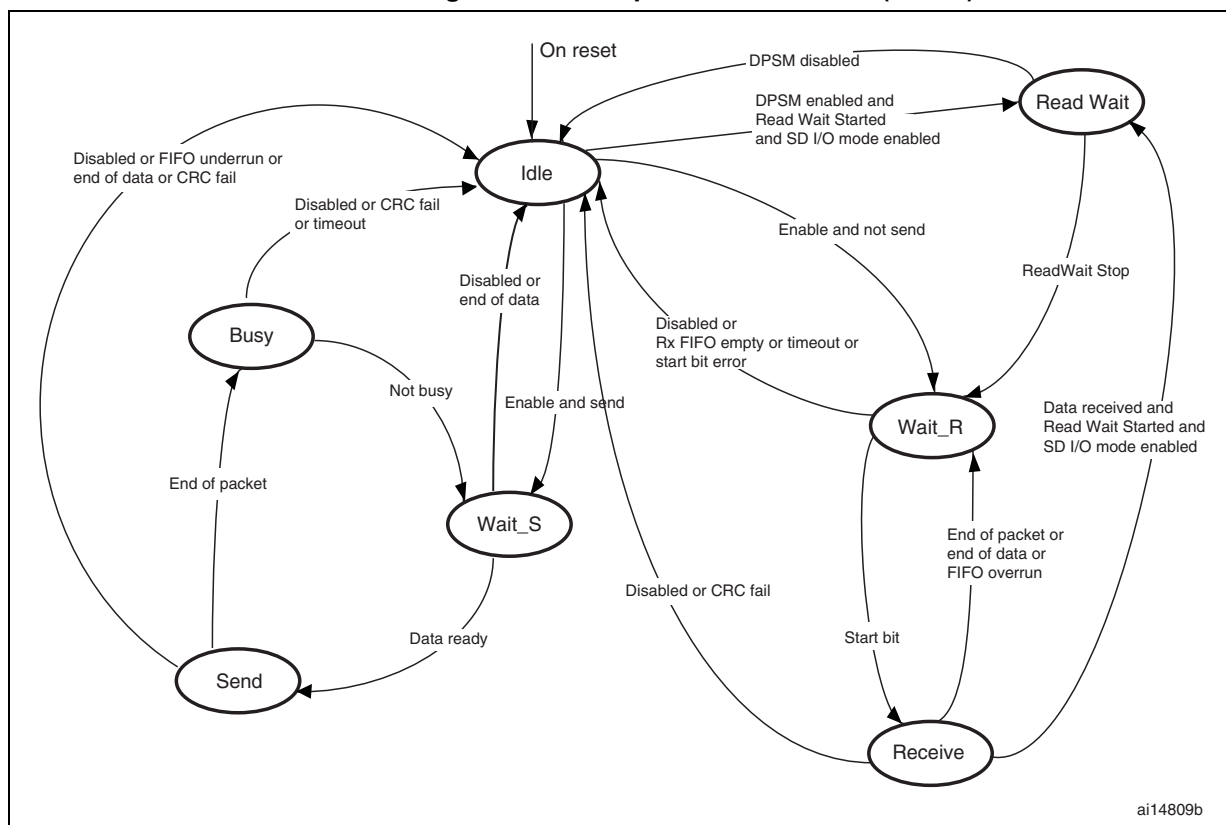 On reset
DPSM disabled
Read Wait
DPSM enabled and
Read Wait Started
and SD I/O mode enabled
Disabled or FIFO underrun or
end of data or CRC fail
Idle
Disabled or CRC fail
or timeout
Enable and not send
ReadWait Stop
Disabled or
end of data
Disabled or
Rx FIFO empty or timeout or
start bit error
Busy
Not busy
Enable and send
Wait_R
Data received and
Read Wait Started and
SD I/O mode enabled
End of packet
Wait_S
End of packet or
end of data or
FIFO overrun
Disabled or CRC fail
Data ready
Start bit
Send
Receive
ai14809b